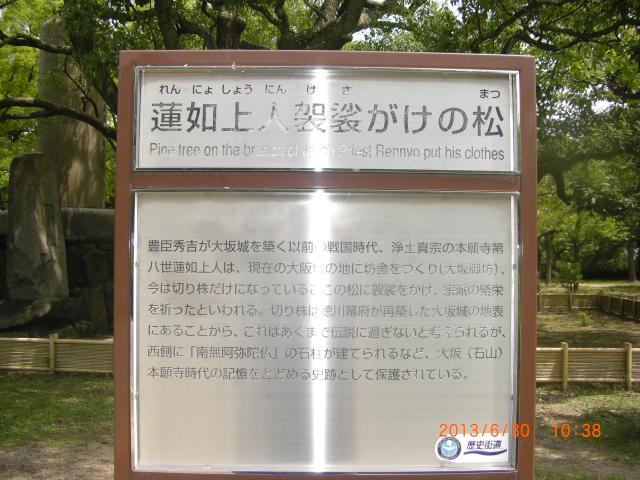 れんにょしょうにん けさ まつ
蓮如上人袈裟がけの松
Pine tree on the branch of which Priest Rennyo put his clothes
豊臣秀吉が大坂城を築く以前の戦国時代、浄土真宗の本願寺第
八世蓮如上人は、現在の大阪城の地に坊舎をつくり(大坂御坊)、
今は切り株だけになっているここの松に袈裟をかけ、宗派の繁栄
を祈ったといわれる。切り株は徳川幕府が再築した大坂城の地表
にあることから、これはあくまで伝説に過ぎないと考えられるが、
西側に「南無阿弥陀仏」の石柱が建てられるなど、大坂(石山)
本願寺時代の記憶をとどめる史跡として保護されている。
2013/6/30 10:38
歴史街道